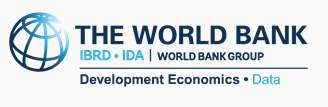 THE WORLD BANK
IBRD • IDA | WORLD BANK GROUP
Development Economics • Data